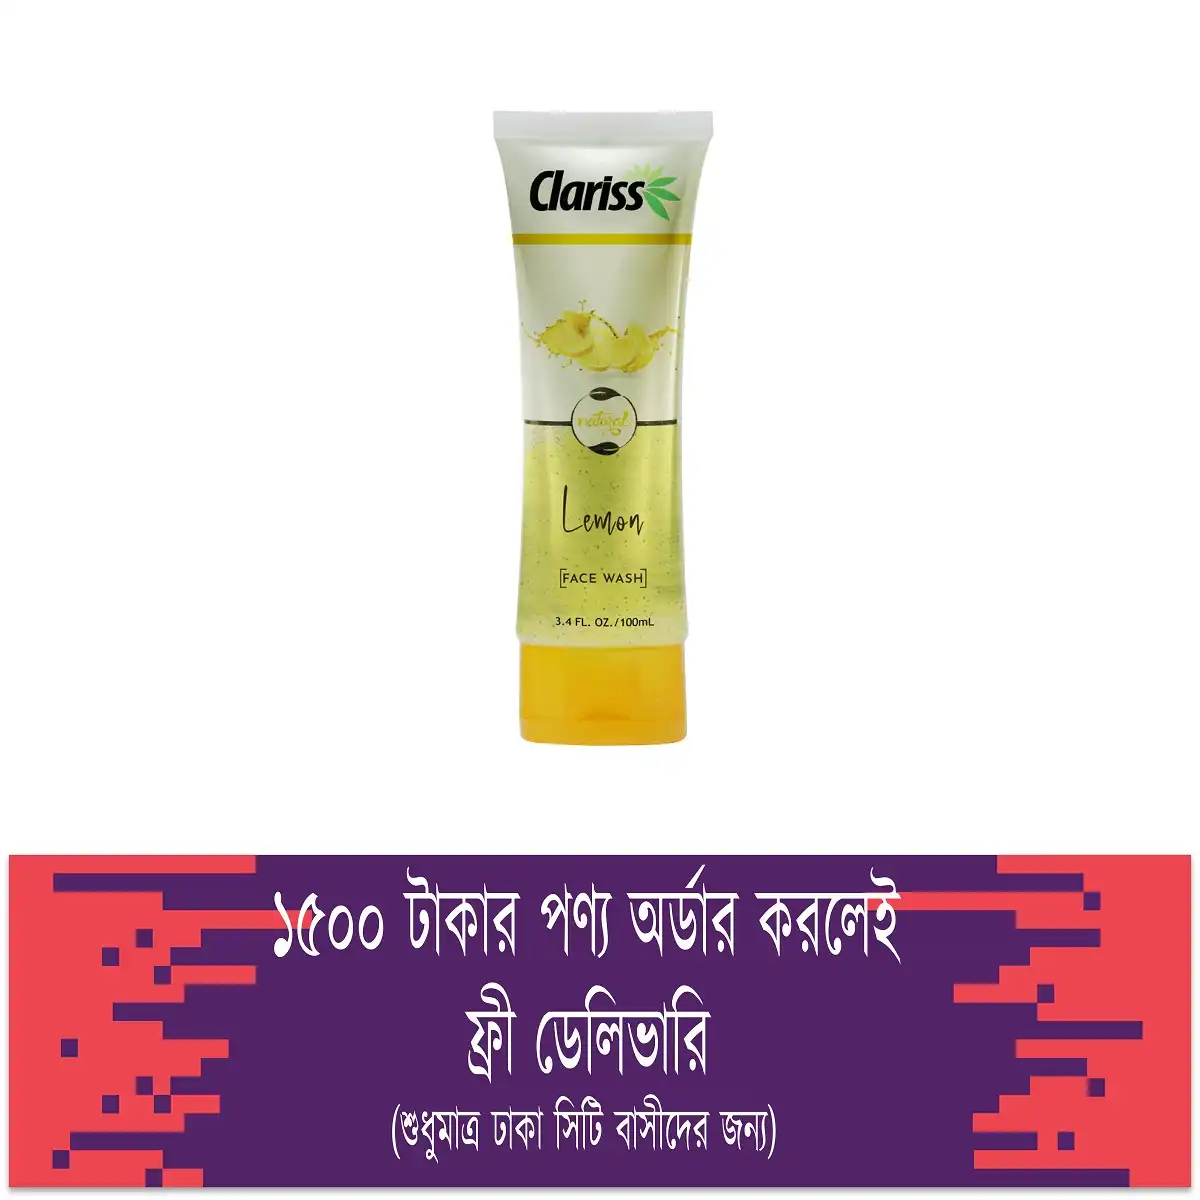 Clariss
natural
Lemon
[FACE WASH]
3.4 FL. OZ./100mL
১৫০০ টাকার পণ্য অর্ডার করলেই
ফ্রী ডেলিভারি
(শুধুমাত্র ঢাকা সিটি বাসীদের জন্য)